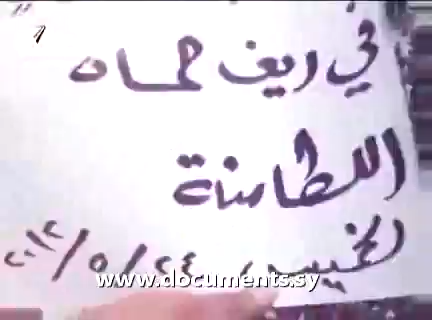 في ريف حماه
اللطامنة
الخميس ٢٤/٥/٢٠١٢
www.documents.sy